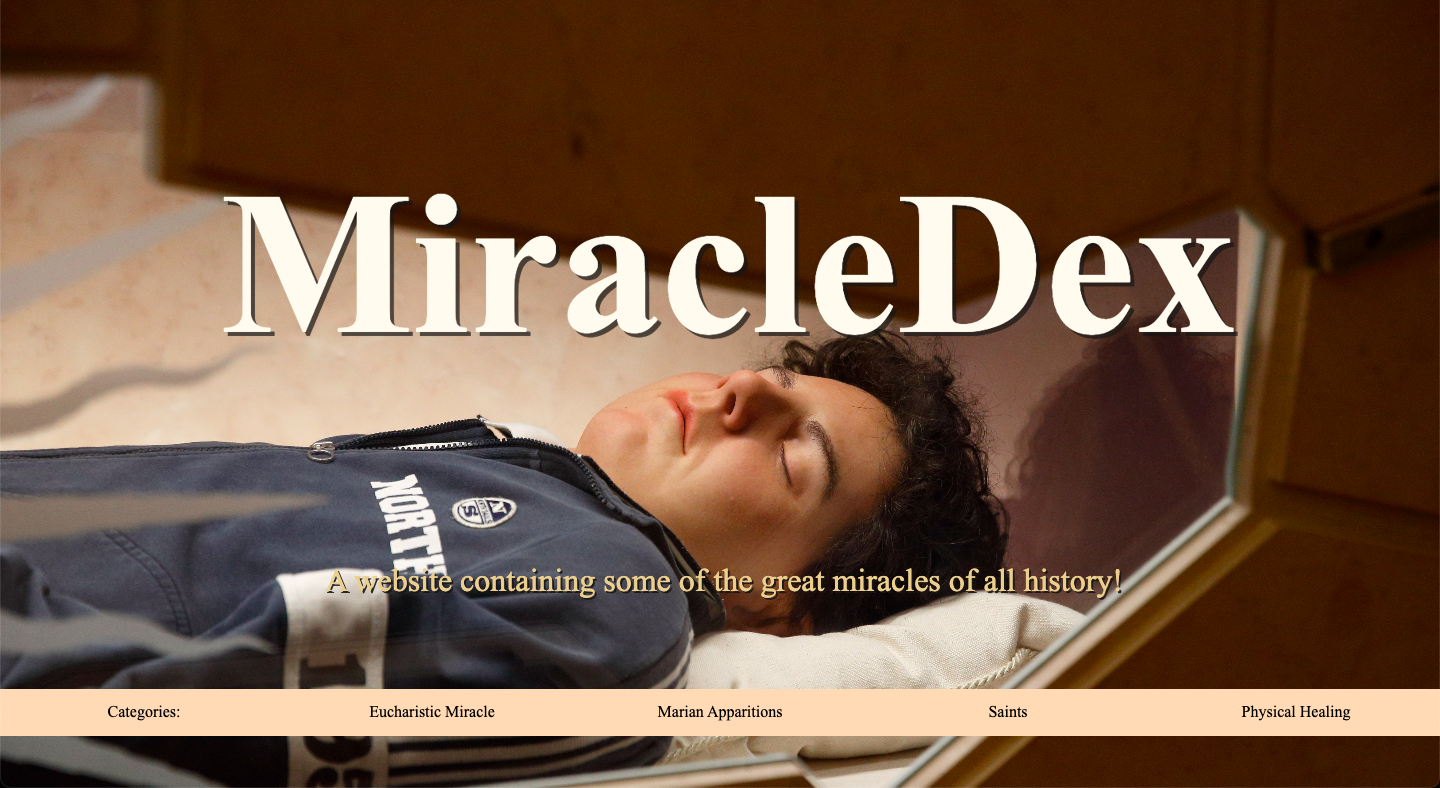 MiracleDex
NORTH
N
S
A website containing some of the great miracles of all history!
Categories: Eucharistic Miracle Marian Apparitions Saints Physical Healing